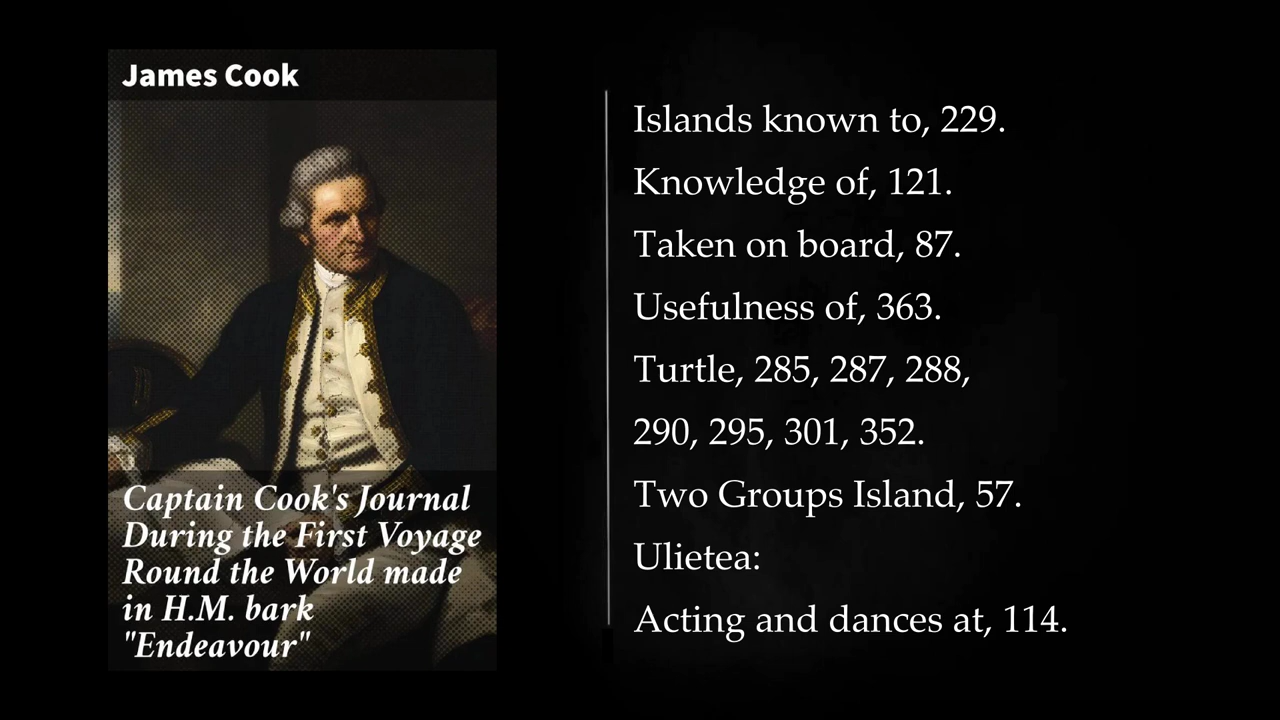 James Cook
Captain Cook's Journal
During the First Voyage
Round the World made
in H.M. bark
"Endeavour"
Islands known to, 229.
Knowledge of, 121.
Taken on board, 87.
Usefulness of, 363.
Turtle, 285, 287, 288,
290, 295, 301, 352.
Two Groups Island, 57.
Ulietea:
Acting and dances at, 114.